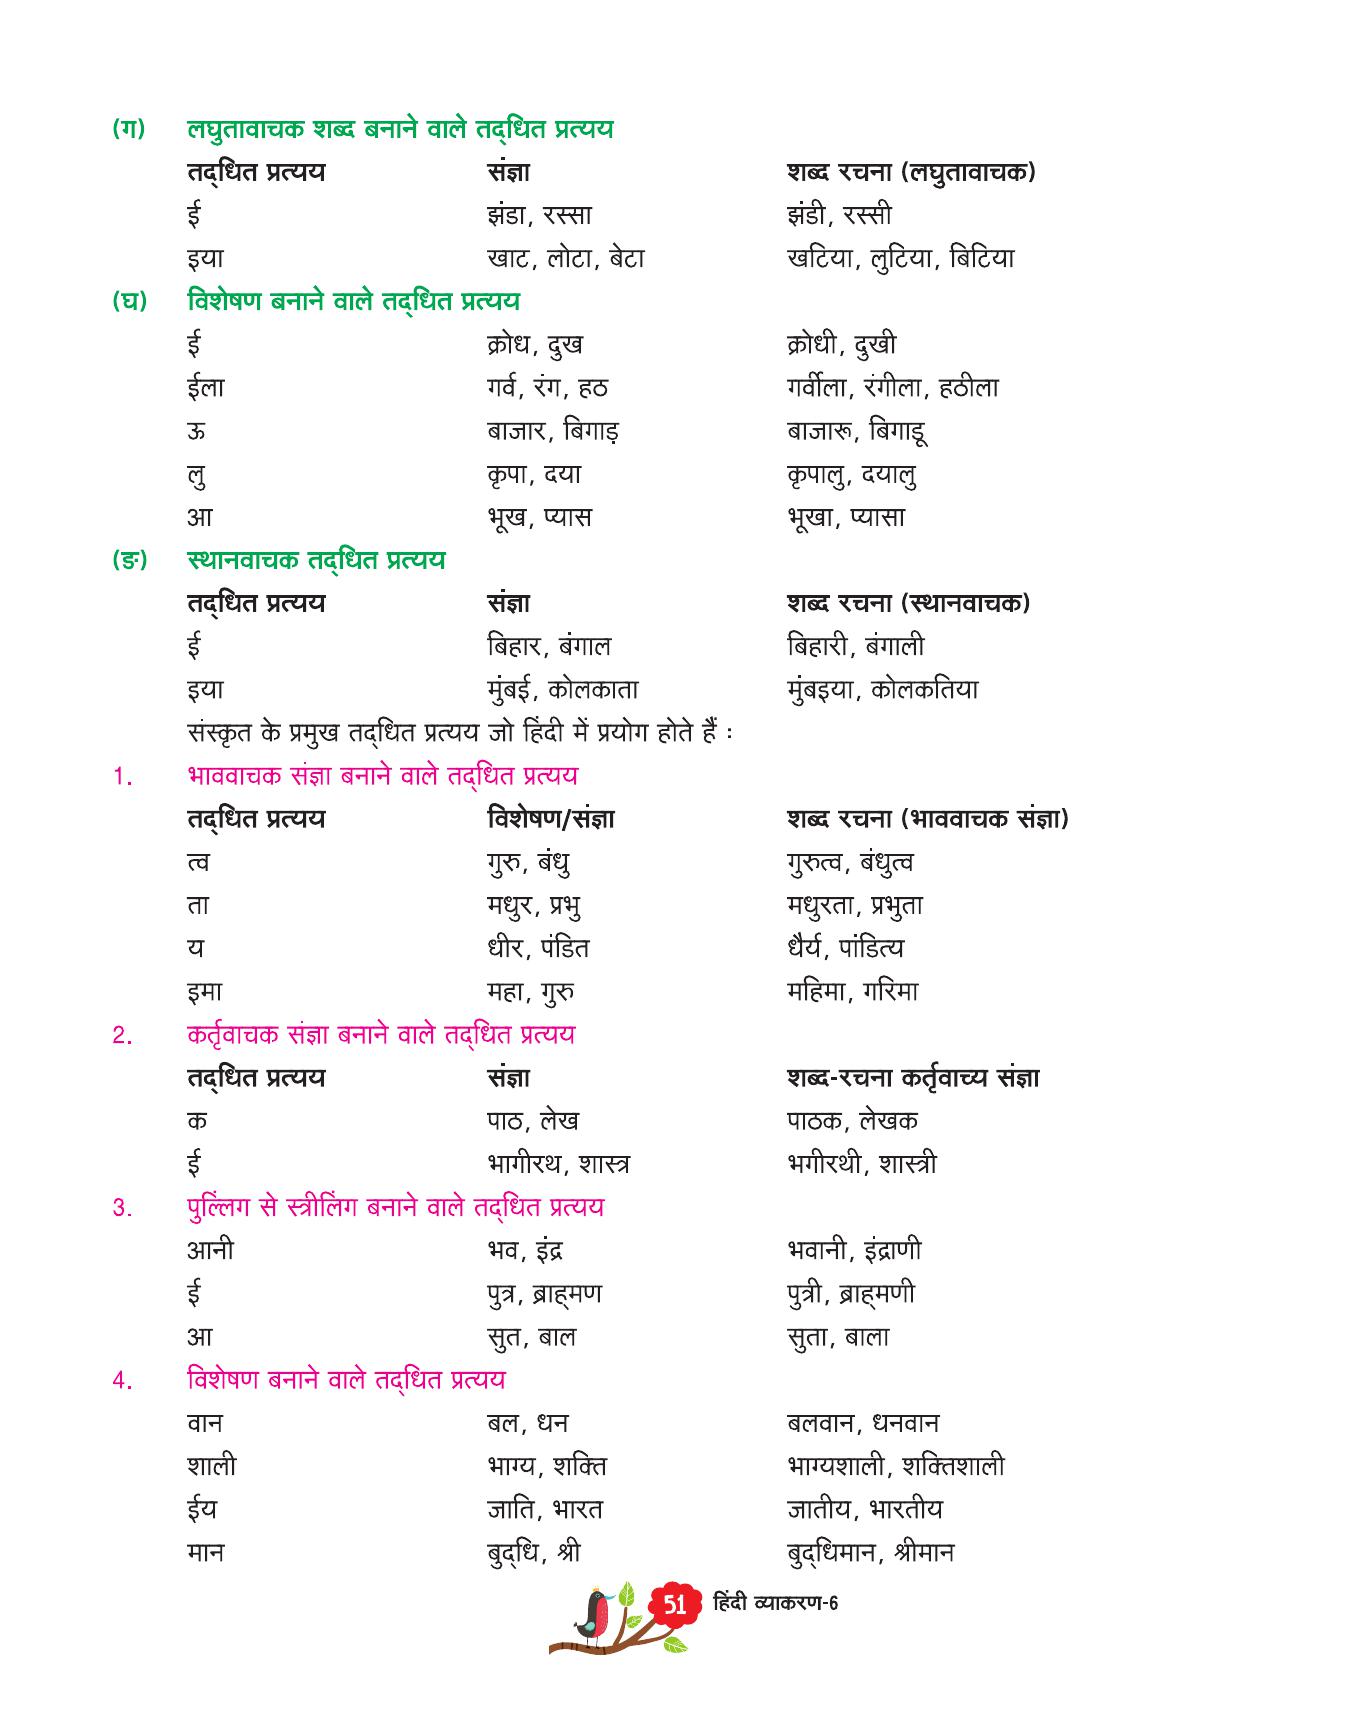 (ग) लघुतावाचक शब्द बनाने वाले तद्‌धित प्रत्यय
तद्‌धित प्रत्यय संज्ञा शब्द रचना (लघुतावाचक)
ई झंडा, रस्सा झंडी, रस्सी
इया खाट, लोटा, बेटा खटिया, लुटिया, बिटिया
(घ) विशेषण बनाने वाले तद्‌धित प्रत्यय
ई क्रोध, दुख क्रोधी, दुखी
ईला गर्व, रंग, हठ गर्वीला, रंगीला, हठीला
ऊ बाजार, बिगाड़ बाजारू, बिगाडू
लु कृपा, दया कृपालु, दयालु
आ भूख, प्यास भूखा, प्यासा
(ङ) स्थानवाचक तद्‌धित प्रत्यय
तद्‌धित प्रत्यय संज्ञा शब्द रचना (स्थानवाचक)
ई बिहार, बंगाल बिहारी, बंगाली
इया मुंबई, कोलकाता मुंबइया, कोलकतिया
संस्कृत के प्रमुख तद्‌धित प्रत्यय जो हिंदी में प्रयोग होते हैं :
1. भाववाचक संज्ञा बनाने वाले तद्‌धित प्रत्यय
तद्‌धित प्रत्यय विशेषण/संज्ञा शब्द रचना (भाववाचक संज्ञा)
त्व गुरु, बंधु गुरुत्व, बंधुत्व
ता मधुर, प्रभु मधुरता, प्रभुता
य धीर, पंडित धैर्य, पांडित्य
इमा महा, गुरु महिमा, गरिमा
2. कर्तृवाचक संज्ञा बनाने वाले तद्‌धित प्रत्यय
तद्‌धित प्रत्यय संज्ञा शब्द-रचना कर्तृवाच्य संज्ञा
क पाठ, लेख पाठक, लेखक
ई भागीरथ, शास्त्र भगीरथी, शास्त्री
3. पुल्लिंग से स्त्रीलिंग बनाने वाले तद्‌धित प्रत्यय
आनी भव, इंद्र भवानी, इंद्राणी
ई पुत्र, ब्राह्‌मण पुत्री, ब्राह्‌मणी
आ सुत, बाल सुता, बाला
4. विशेषण बनाने वाले तद्‌धित प्रत्यय
वान बल, धन बलवान, धनवान
शाली भाग्य, शक्ति भाग्यशाली, शक्तिशाली
ईय जाति, भारत जातीय, भारतीय
मान बुद्‌धि, श्री बुद्‌धिमान, श्रीमान
51 हिंदी व्याकरण-6